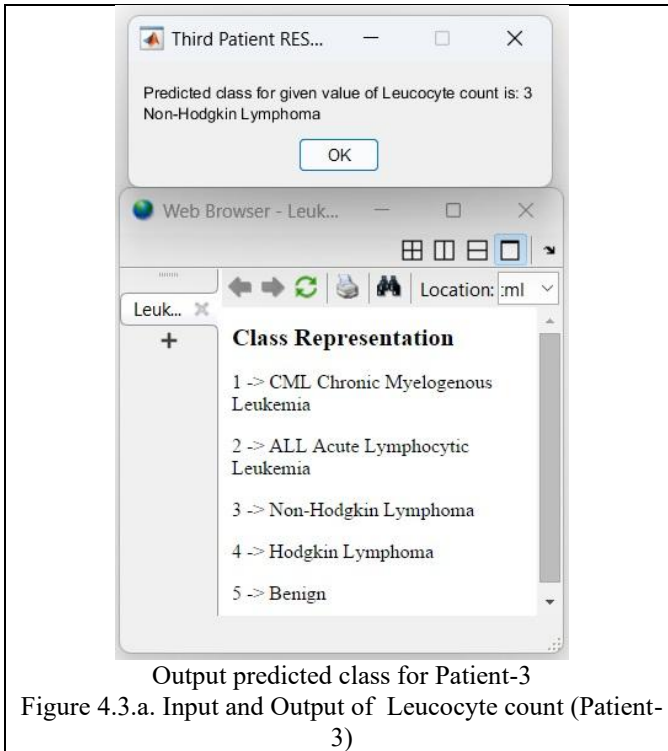 Third Patient RES...
Predicted class for given value of Leucocyte count is: 3
Non-Hodgkin Lymphoma
OK
Web Browser - Leuk...
Location: :ml
Leuk...
Class Representation
1 -> CML Chronic Myelogenous
Leukemia
2 -> ALL Acute Lymphocytic
Leukemia
3 -> Non-Hodgkin Lymphoma
4 -> Hodgkin Lymphoma
5 -> Benign
Output predicted class for Patient-3
Figure 4.3.a. Input and Output of Leucocyte count (Patient-
3)